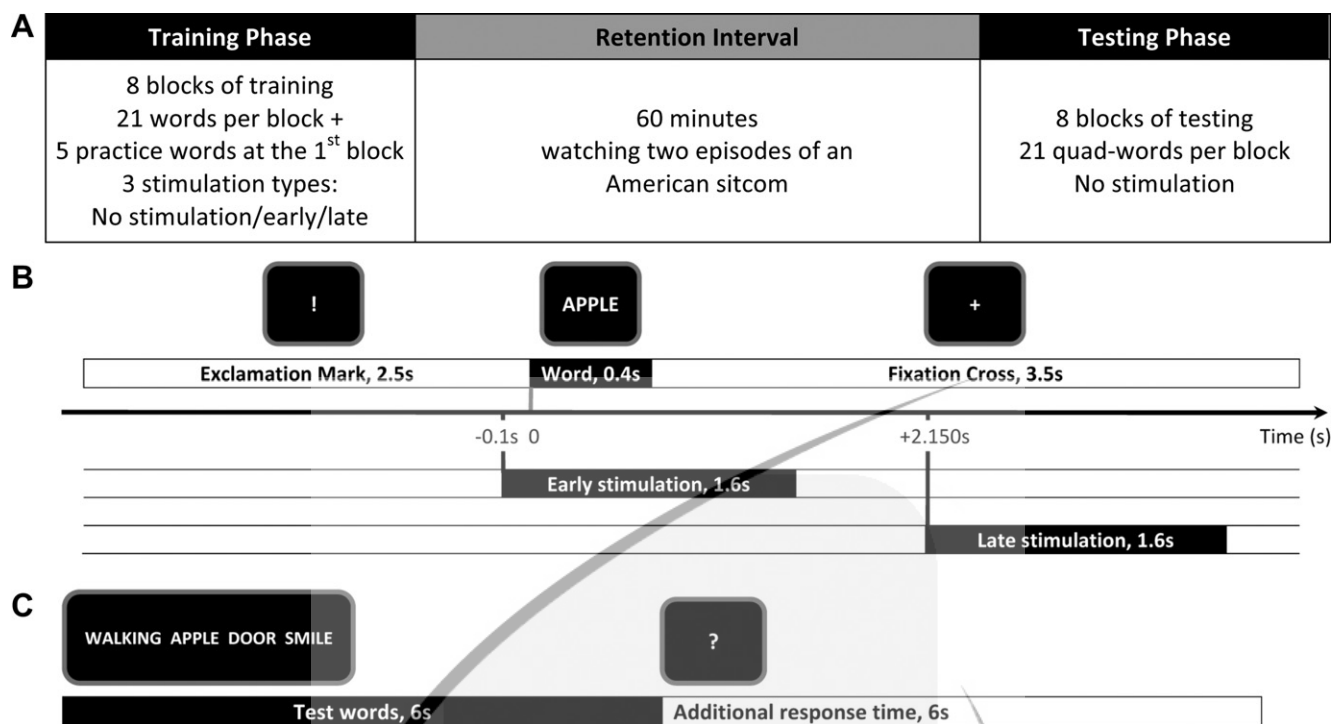 A
Training Phase
Retention Interval
Testing Phase
8 blocks of training
21 words per block +
5 practice words at the 1st block
3 stimulation types:
No stimulation/early/late
60 minutes
watching two episodes of an
American sitcom
8 blocks of testing
21 quad-words per block
No stimulation
B
!
APPLE
+
Exclamation Mark, 2.5s
Word, 0.4s
Fixation Cross, 3.5s
-0.1s 0
+2.150s
Time (s)
Early stimulation, 1.6s
Late stimulation, 1.6s
C
WALKING APPLE DOOR SMILE
?
Test words, 6s
Additional response time, 6s